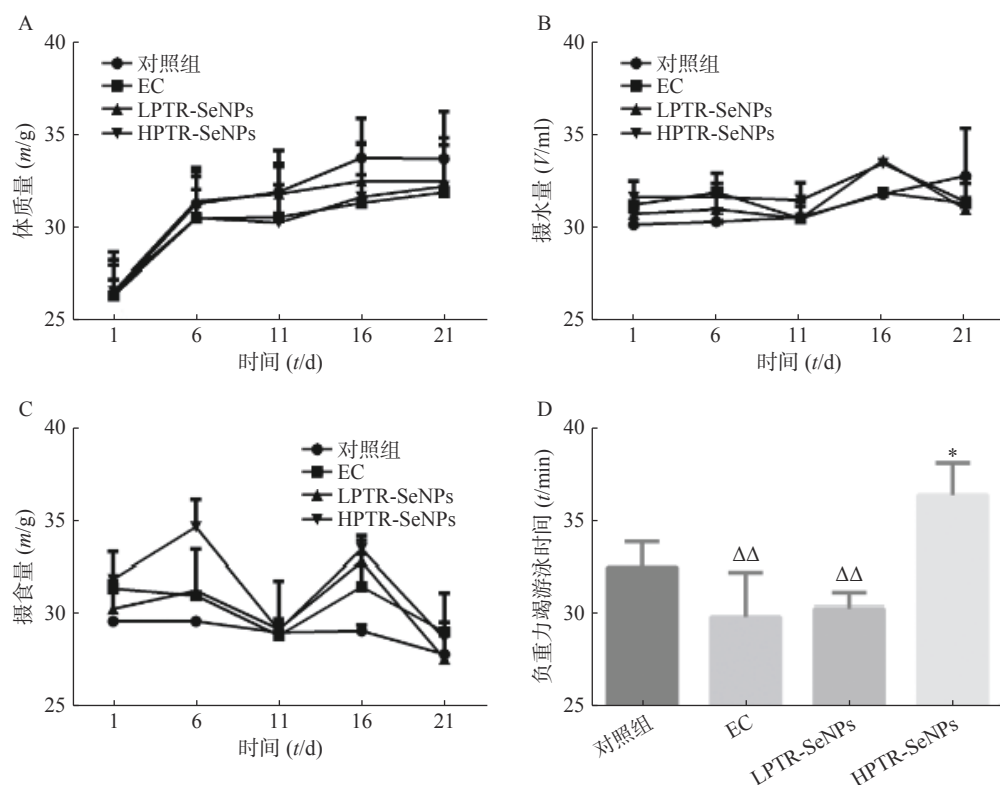 A
40
35
30
25
体质量 (m/g)
对照组
EC
LPTR-SeNPs
HPTR-SeNPs
1 6 11 16 21
时间 (t/d)
B
40
35
30
25
摄水量 (V/ml)
对照组
EC
LPTR-SeNPs
HPTR-SeNPs
1 6 11 16 21
时间 (t/d)
C
40
35
30
25
摄食量 (m/g)
对照组
EC
LPTR-SeNPs
HPTR-SeNPs
1 6 11 16 21
时间 (t/d)
D
40
35
30
25
负重力竭游泳时间 (t/min)
ΔΔ
ΔΔ
*
对照组
EC
LPTR-SeNPs
HPTR-SeNPs